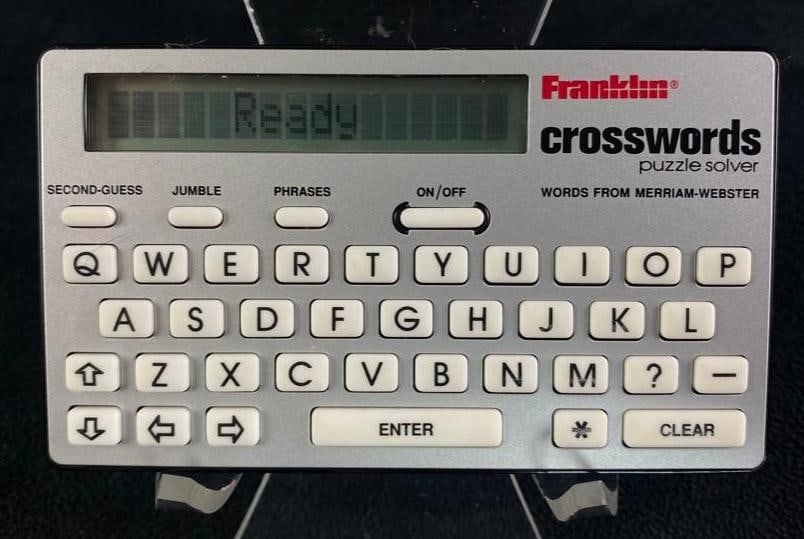 Ready
Franklin®
crosswords
puzzle solver
SECOND-GUESS JUMBLE PHRASES ON/OFF WORDS FROM MERRIAM-WEBSTER
Q W E R T Y U I O P
A S D F G H J K L
⇧ Z X C V B N M ? —
⇩ ⇦ ⇨ ENTER * CLEAR